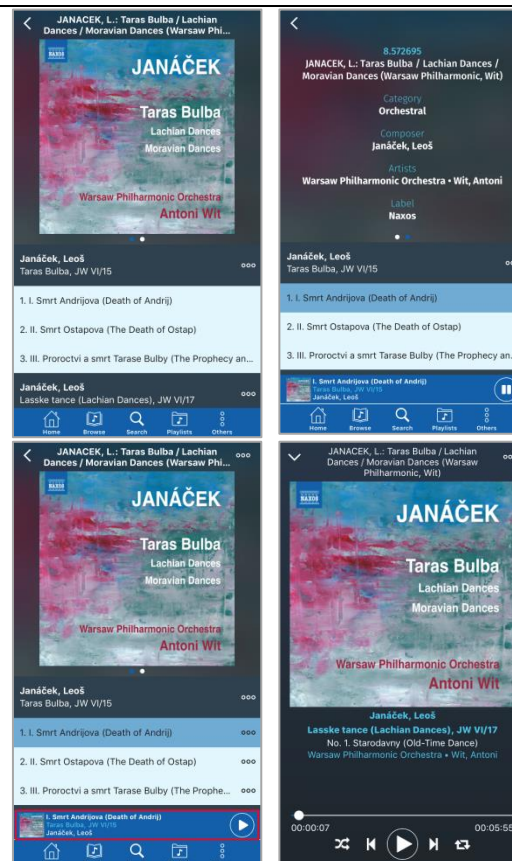 JANACEK, L.: Taras Bulba / Lachian
Dances / Moravian Dances (Warsaw Phi...
NAXOS
JANÁČEK
Taras Bulba
Lachian Dances
Moravian Dances
Warsaw Philharmonic Orchestra
Antoni Wit
Janáček, Leoš
Taras Bulba, JW VI/15
1. I. Smrt Andrijova (Death of Andrij)
2. II. Smrt Ostapova (The Death of Ostap)
3. III. Proroctvi a smrt Tarase Bulby (The Prophecy an...
Janáček, Leoš
Lasske tance (Lachian Dances), JW VI/17
Home Browse Search Playlists Others
8.572695
JANACEK, L.: Taras Bulba / Lachian Dances /
Moravian Dances (Warsaw Philharmonic, Wit)
Category
Orchestral
Composer
Janáček, Leoš
Artists
Warsaw Philharmonic Orchestra • Wit, Antoni
Label
Naxos
Janáček, Leoš
Taras Bulba, JW VI/15
1. I. Smrt Andrijova (Death of Andrij)
2. II. Smrt Ostapova (The Death of Ostap)
3. III. Proroctvi a smrt Tarase Bulby (The Prophecy an..
I. Smrt Andrijova (Death of Andrij)
Taras Bulba, JW VI/15
Janáček, Leoš
Home Browse Search Playlists Others
JANACEK, L.: Taras Bulba / Lachian
Dances / Moravian Dances (Warsaw Phi...
NAXOS
JANÁČEK
Taras Bulba
Lachian Dances
Moravian Dances
Warsaw Philharmonic Orchestra
Antoni Wit
Janáček, Leoš
Taras Bulba, JW VI/15
1. I. Smrt Andrijova (Death of Andrij)
2. II. Smrt Ostapova (The Death of Ostap)
3. III. Proroctvi a smrt Tarase Bulby (The Prophe...
I. Smrt Andrijova (Death of Andrij)
Taras Bulba, JW VI/15
Janáček, Leoš
JANACEK, L.: Taras Bulba / Lachian
Dances / Moravian Dances (Warsaw
Philharmonic, Wit)
NAXOS
JANÁČEK
Taras Bulba
Lachian Dances
Moravian Dances
Warsaw Philharmonic Orchestra
Antoni Wit
Janáček, Leoš
Lasske tance (Lachian Dances), JW VI/17
No. 1. Starodavny (Old-Time Dance)
Warsaw Philharmonic Orchestra • Wit, Antoni
00:00:07 00:05:55